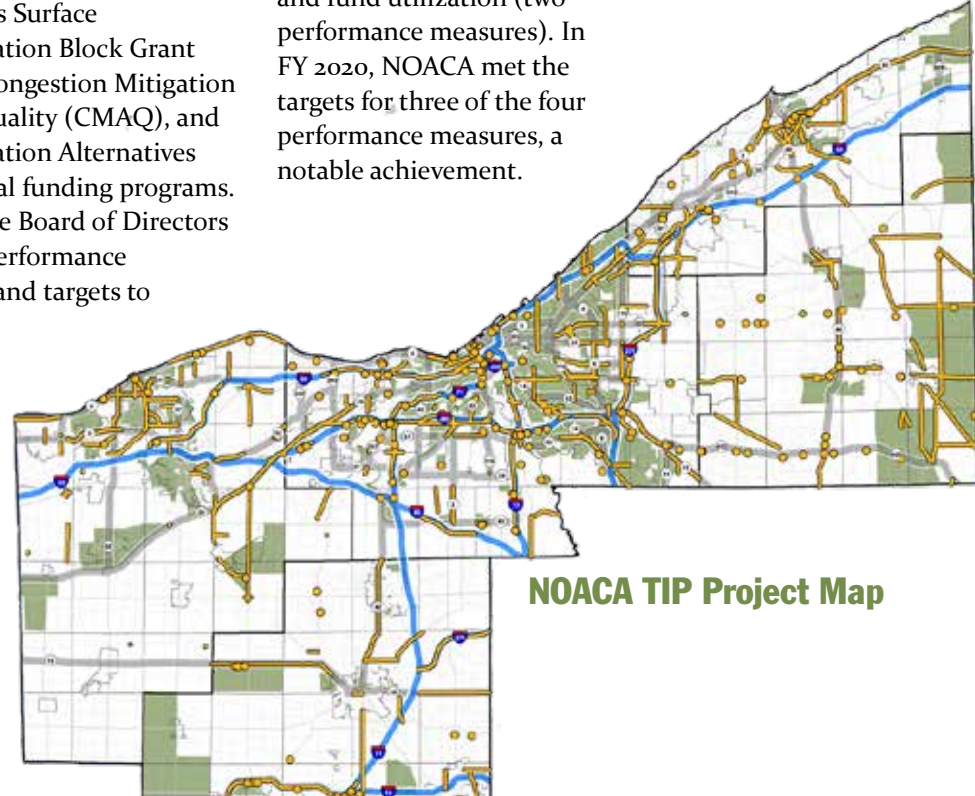 s Surface
ation Block Grant
ongestion Mitigation
uality (CMAQ), and
ation Alternatives
al funding programs.
e Board of Directors
erformance
and targets to
and fund utilization (two
performance measures). In
FY 2020, NOACA met the
targets for three of the four
performance measures, a
notable achievement.
NOACA TIP Project Map